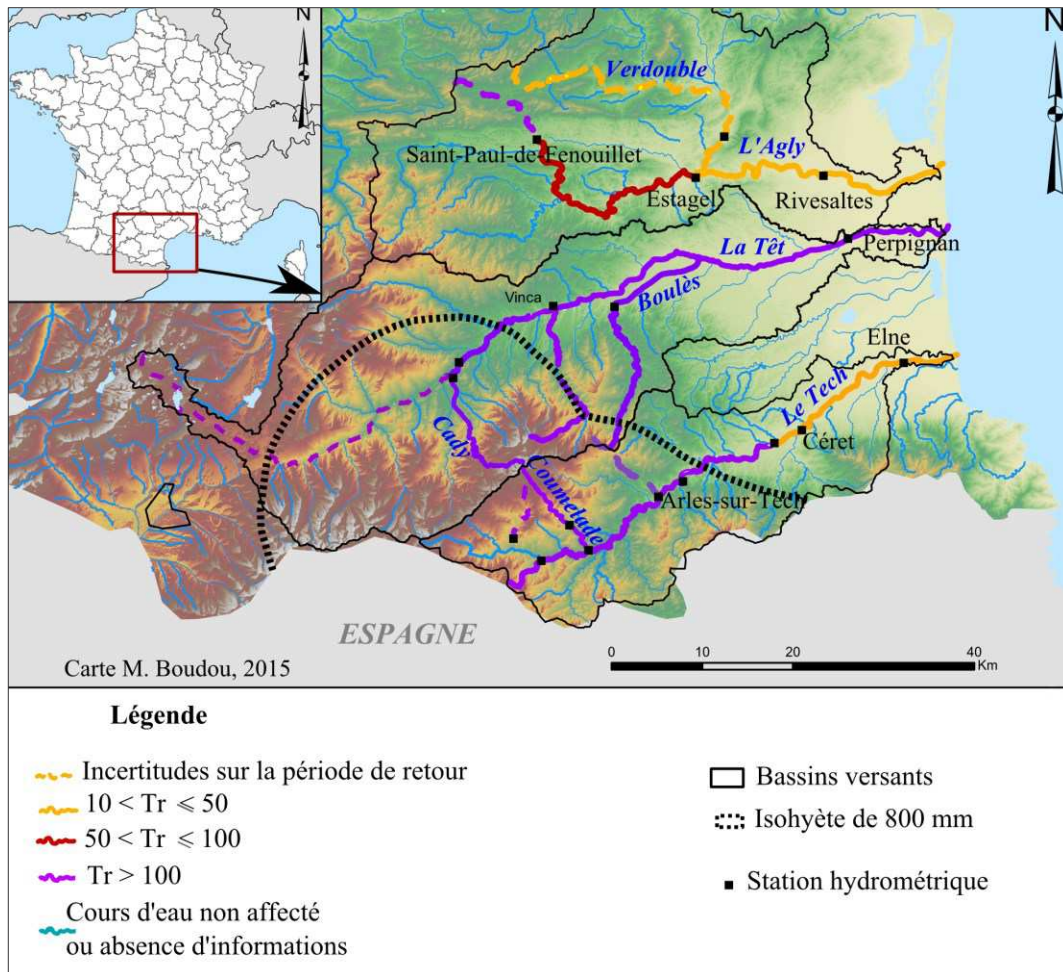 N
N
Verdouble
Saint-Paul-de-Fenouillet
L'Agly
Estagel
Rivesaltes
La Têt
Perpignan
Vinca
Boulès
Elne
Le Tech
Céret
Cady
Coumelade
Arles-sur-Tech
ESPAGNE
Carte M. Boudou, 2015
0 10 20 40
Km
Légende
Incertitudes sur la période de retour
10 < Tr ⩽ 50
50 < Tr ⩽ 100
Tr > 100
Cours d'eau non affecté
ou absence d'informations
Bassins versants
Isohyète de 800 mm
Station hydrométrique